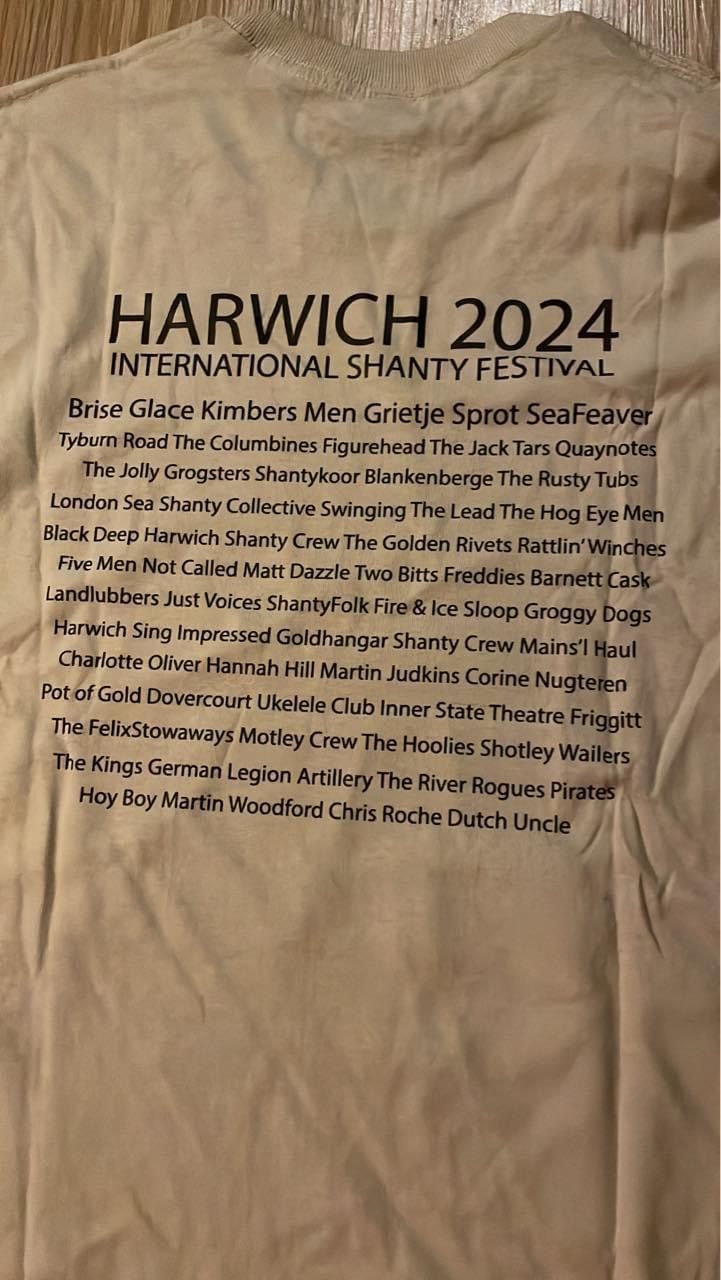 HARWICH 2024
INTERNATIONAL SHANTY FESTIVAL
Brise Glace Kimbers Men Grietje Sprot SeaFeaver
Tyburn Road The Columbines Figurehead The Jack Tars Quaynotes
The Jolly Grogsters Shantykoor Blankenberge The Rusty Tubs
London Sea Shanty Collective Swinging The Lead The Hog Eye Men
Black Deep Harwich Shanty Crew The Golden Rivets Rattlin' Winches
Five Men Not Called Matt Dazzle Two Bitts Freddies Barnett Cask
Landlubbers Just Voices ShantyFolk Fire & Ice Sloop Groggy Dogs
Harwich Sing Impressed Goldhangar Shanty Crew Mains'l Haul
Charlotte Oliver Hannah Hill Martin Judkins Corine Nugteren
Pot of Gold Dovercourt Ukelele Club Inner State Theatre Friggitt
The FelixStowaways Motley Crew The Hoolies Shotley Wailers
The Kings German Legion Artillery The River Rogues Pirates
Hoy Boy Martin Woodford Chris Roche Dutch Uncle